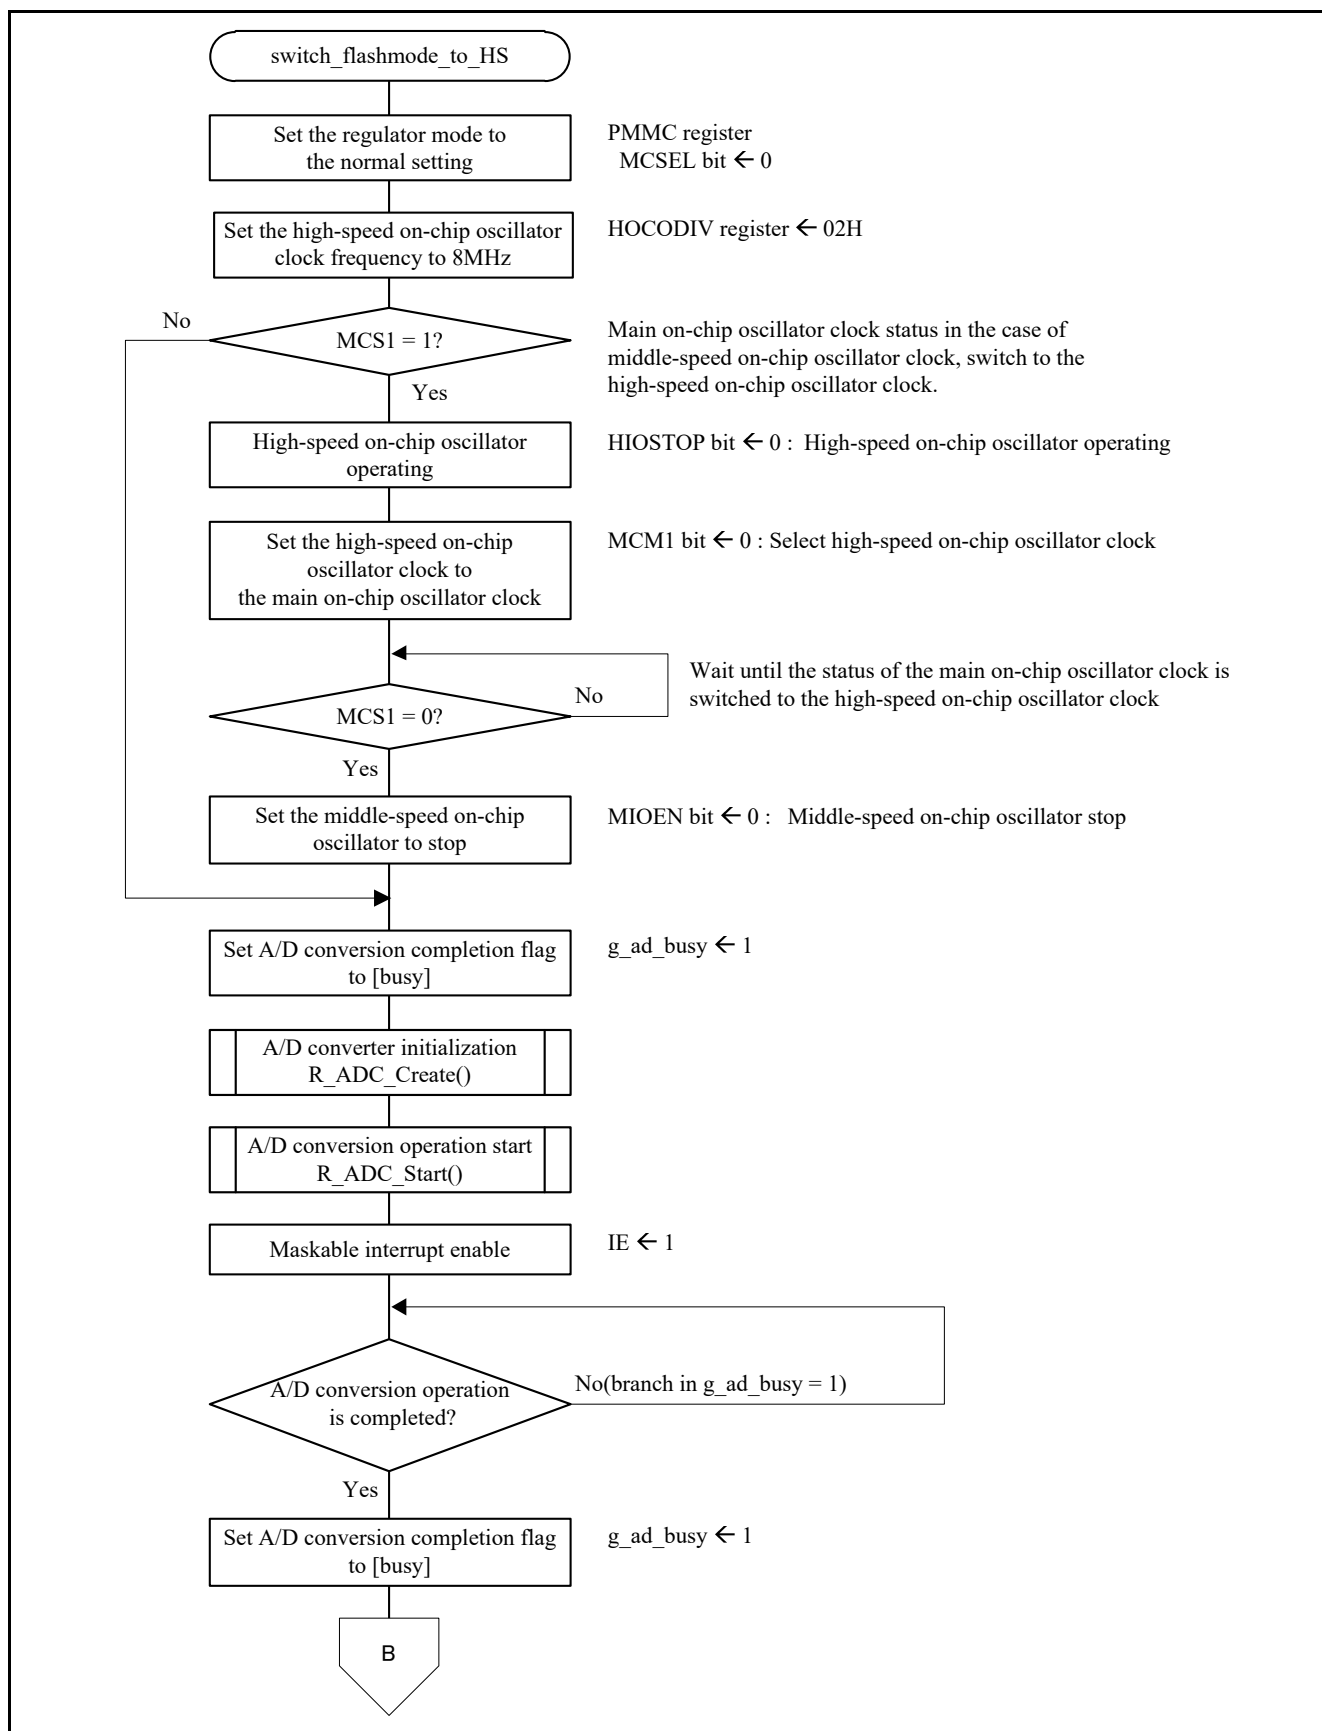 switch_flashmode_to_HS
Set the regulator mode to
the normal setting
PMMC register
MCSEL bit ← 0
Set the high-speed on-chip oscillator
clock frequency to 8MHz
HOCODIV register ← 02H
No
MCS1 = 1?
Main on-chip oscillator clock status in the case of
middle-speed on-chip oscillator clock, switch to the
high-speed on-chip oscillator clock.
Yes
High-speed on-chip oscillator
operating
HIOSTOP bit ← 0 : High-speed on-chip oscillator operating
Set the high-speed on-chip
oscillator clock to
the main on-chip oscillator clock
MCM1 bit ← 0 : Select high-speed on-chip oscillator clock
Wait until the status of the main on-chip oscillator clock is
switched to the high-speed on-chip oscillator clock
No
MCS1 = 0?
Yes
Set the middle-speed on-chip
oscillator to stop
MIOEN bit ← 0 : Middle-speed on-chip oscillator stop
Set A/D conversion completion flag
to [busy]
g_ad_busy ← 1
A/D converter initialization
R_ADC_Create()
A/D conversion operation start
R_ADC_Start()
Maskable interrupt enable
IE ← 1
A/D conversion operation
is completed?
No(branch in g_ad_busy = 1)
Yes
Set A/D conversion completion flag
to [busy]
g_ad_busy ← 1
B